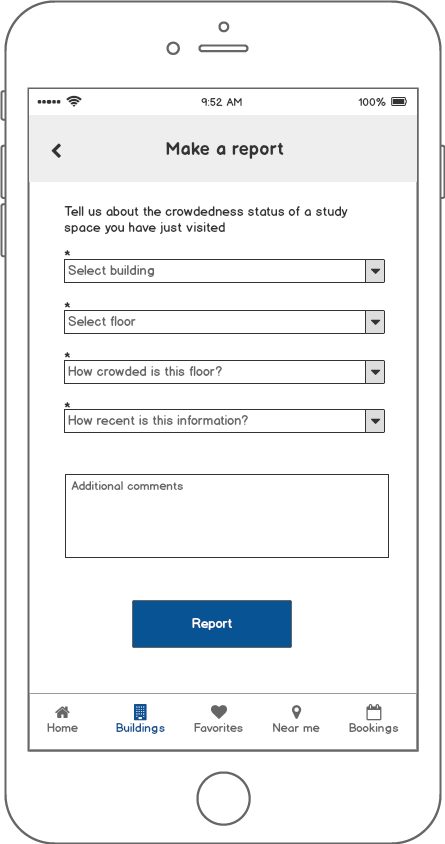 9:52 AM 100%
Make a report
Tell us about the crowdedness status of a study
space you have just visited
*
Select building
*
Select floor
*
How crowded is this floor?
*
How recent is this information?
Additional comments
Report
Home Buildings Favorites Near me Bookings